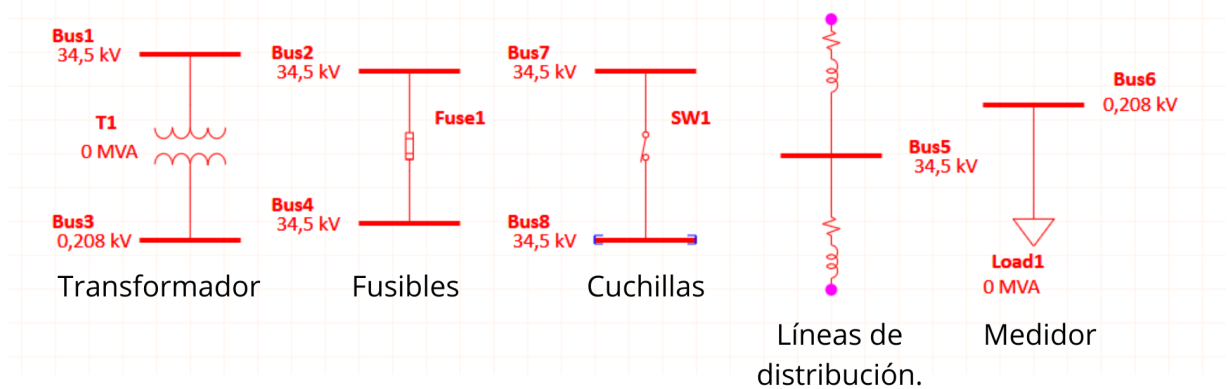 Bus1
34,5 kV
T1
0 MVA
Bus3
0,208 kV
Transformador
Bus2
34,5 kV
Fuse1
Bus4
34,5 kV
Fusibles
Bus7
34,5 kV
SW1
Bus8
34,5 kV
Cuchillas
Bus5
34,5 kV
Líneas de
distribución.
Bus6
0,208 kV
Load1
0 MVA
Medidor